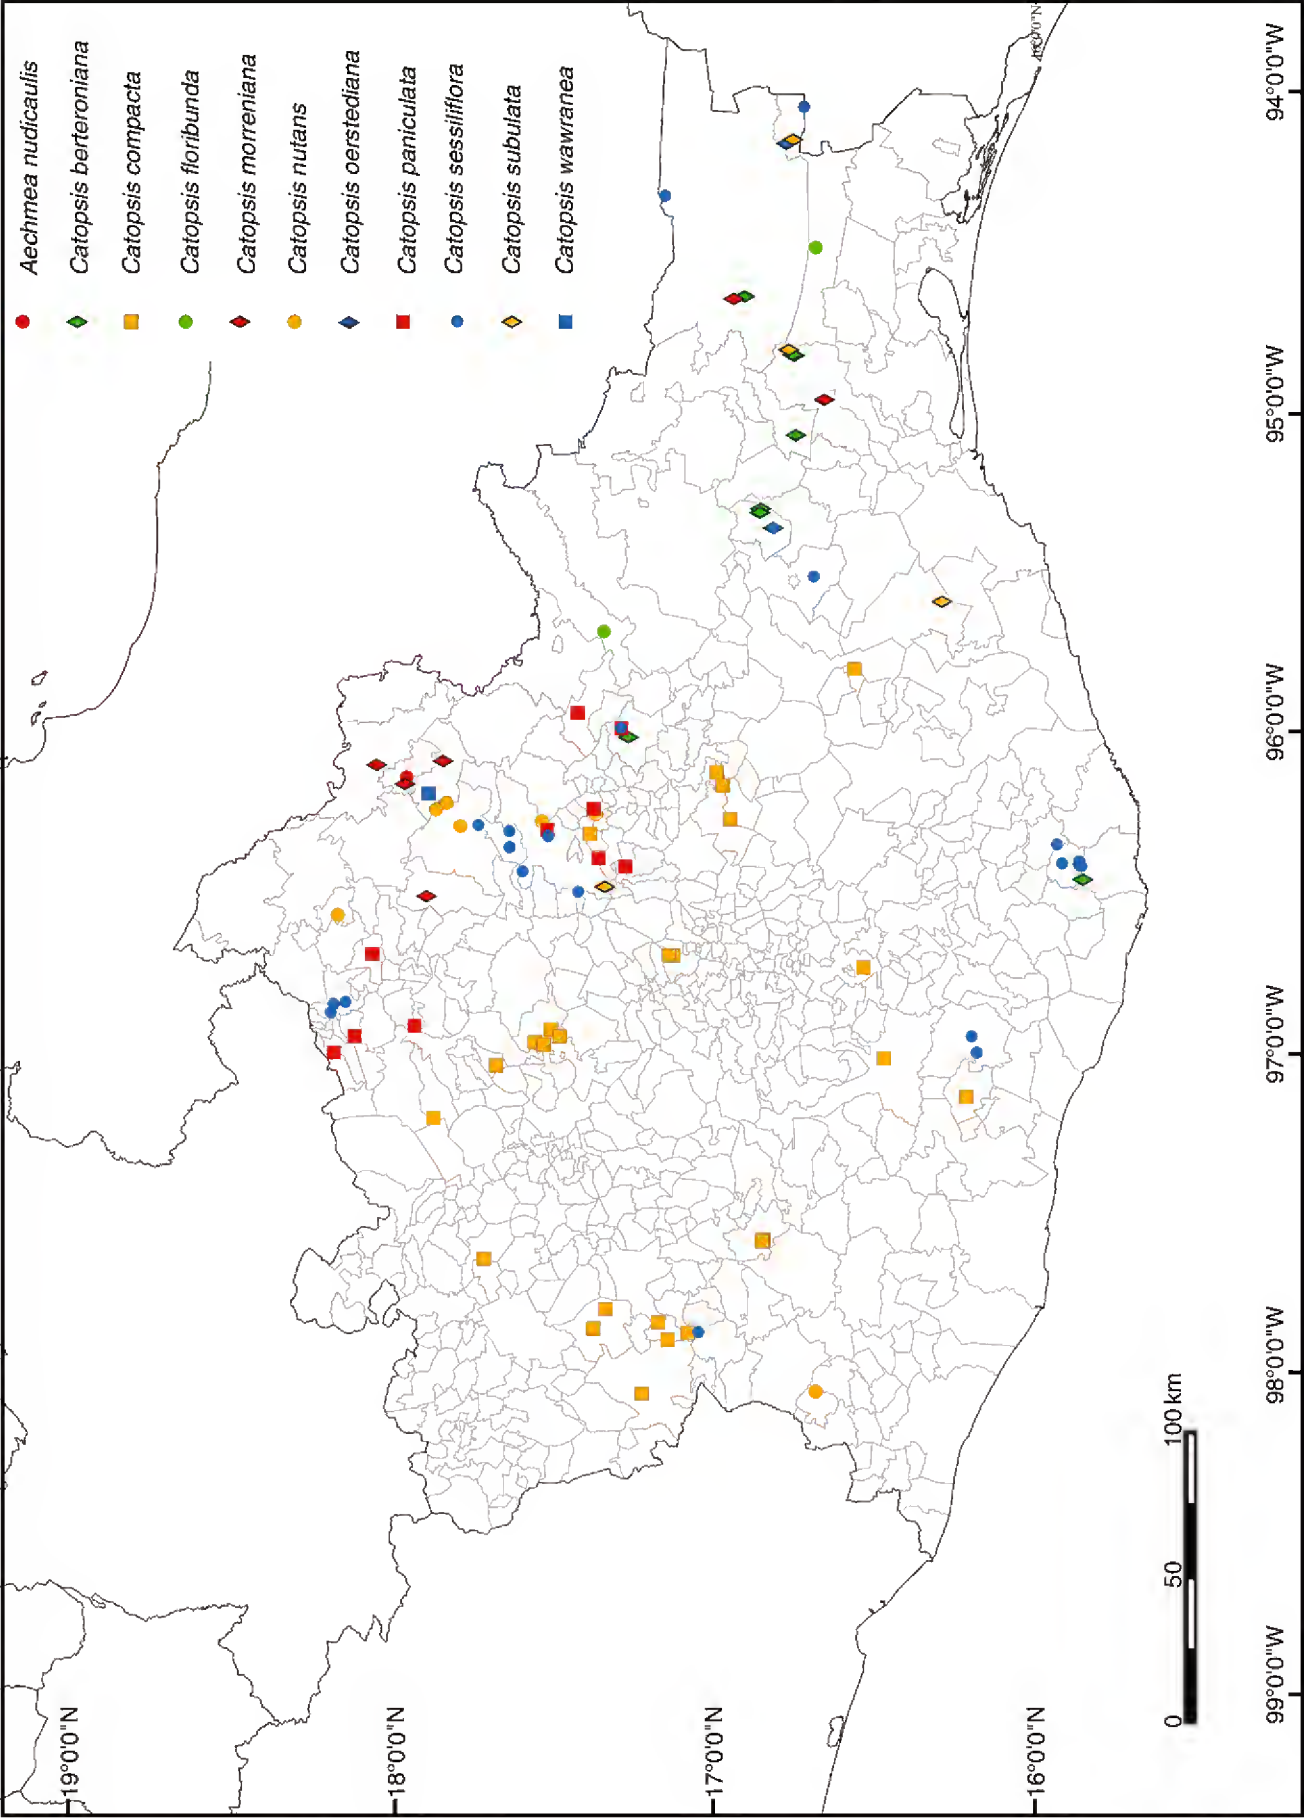 Aechmea nudicaulis
Catopsis berteroniana
Catopsis compacta
Catopsis floribunda
Catopsis morreniana
Catopsis nutans
Catopsis oerstediana
Catopsis paniculata
Catopsis sessiliflora
Catopsis subulata
Catopsis wawranea
19°0'0"N
18°0'0"N
17°0'0"N
16°0'0"N
99°0'0"W
98°0'0"W
97°0'0"W
96°0'0"W
95°0'0"W
94°0'0"W
0 50 100 km